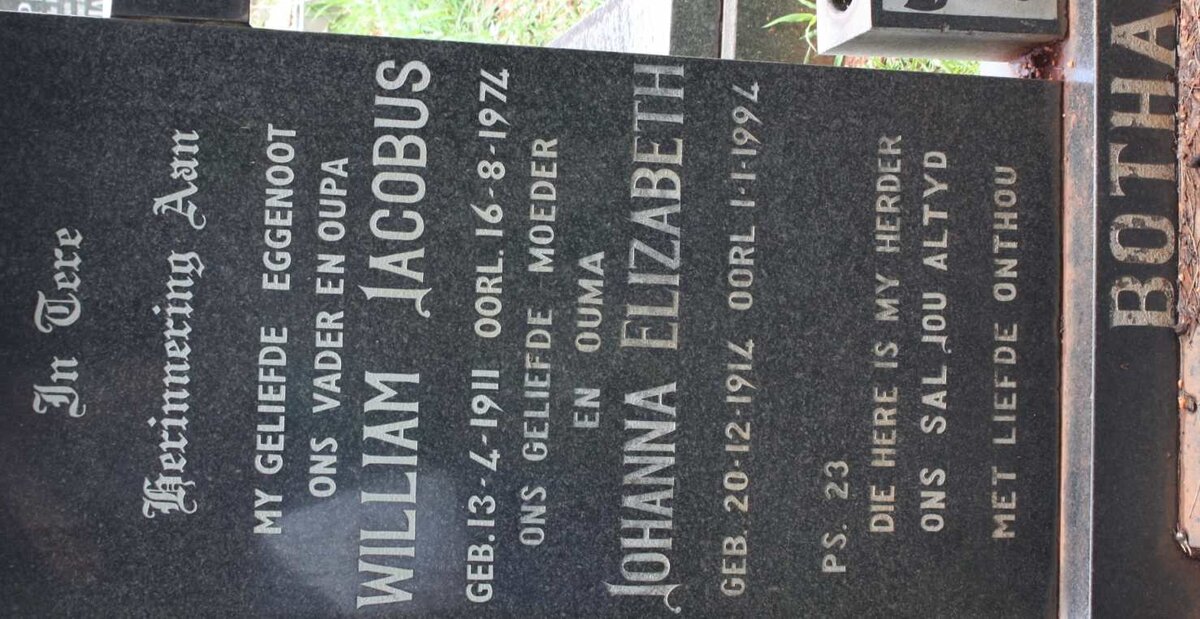 In Tere
Herinnering Aan
MY GELIEFDE EGGENOOT
ONS VADER EN OUPA
WILLIAM JACOBUS
GEB. 13-4-1911 OORL. 16-8-1974
ONS GELIEFDE MOEDER
EN OUMA
JOHANNA ELIZABETH
GEB. 20-12-1914 OORL 1-1-1994
PS. 23
DIE HERE IS MY HERDER
ONS SAL JOU ALTYD
MET LIEFDE ONTHOU
BOTHA